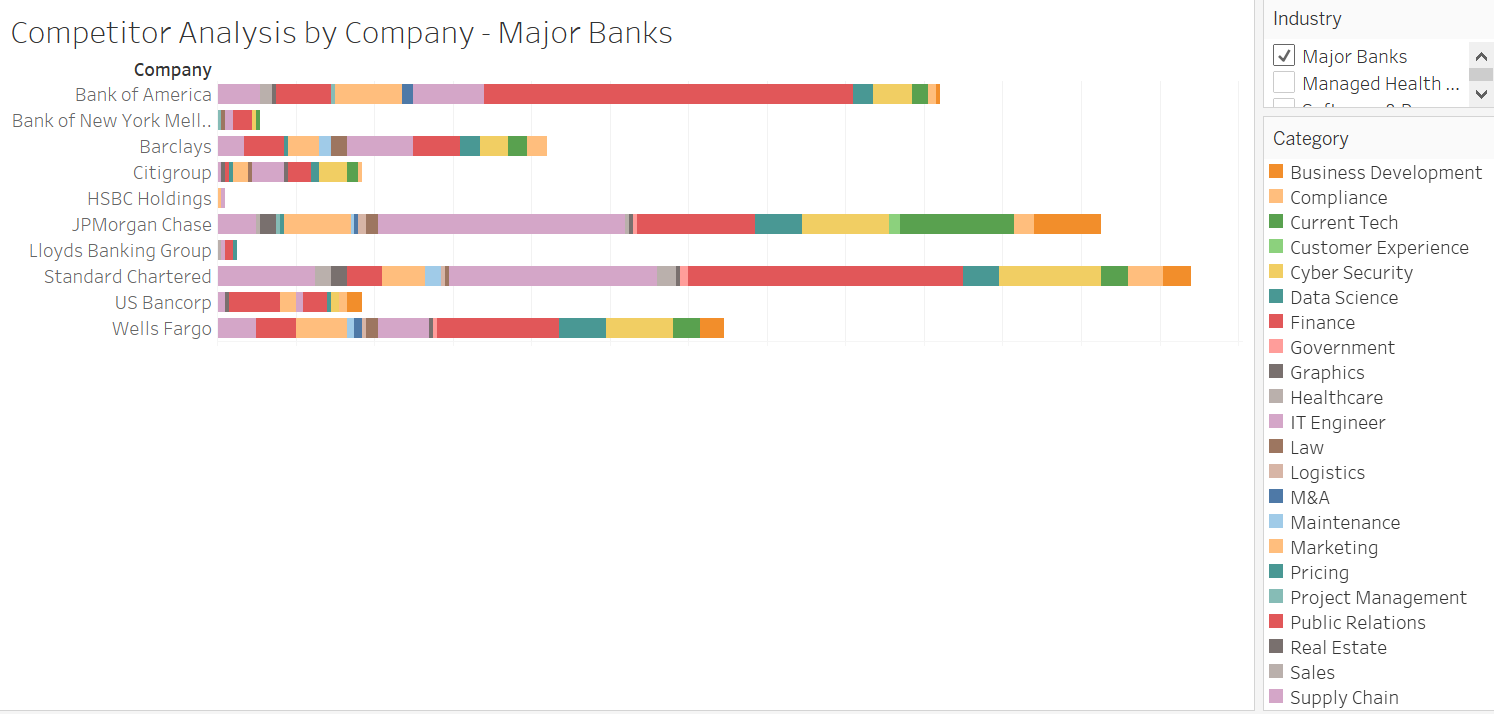 Competitor Analysis by Company - Major Banks
Company
Bank of America
Bank of New York Mell..
Barclays
Citigroup
HSBC Holdings
JPMorgan Chase
Lloyds Banking Group
Standard Chartered
US Bancorp
Wells Fargo
Industry
Major Banks
Managed Health ...
Category
Business Development
Compliance
Current Tech
Customer Experience
Cyber Security
Data Science
Finance
Government
Graphics
Healthcare
IT Engineer
Law
Logistics
M&A
Maintenance
Marketing
Pricing
Project Management
Public Relations
Real Estate
Sales
Supply Chain